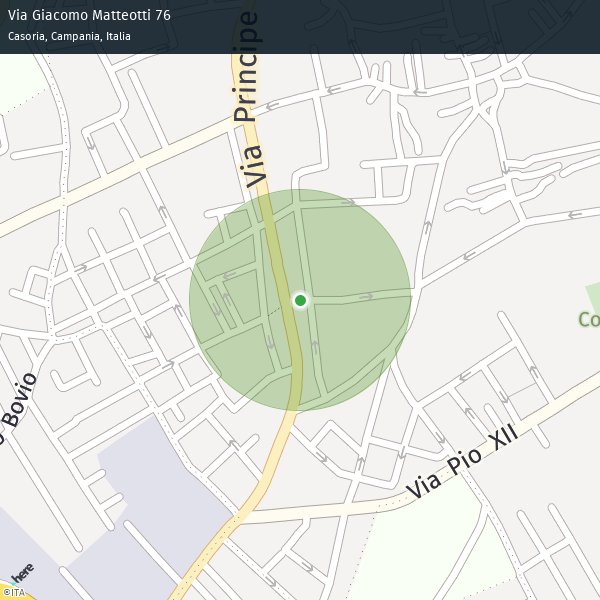 Via Giacomo Matteotti 76
Casoria, Campania, Italia
Via Principe
Co
o Bovio
Via Pio XII
here
©ITA